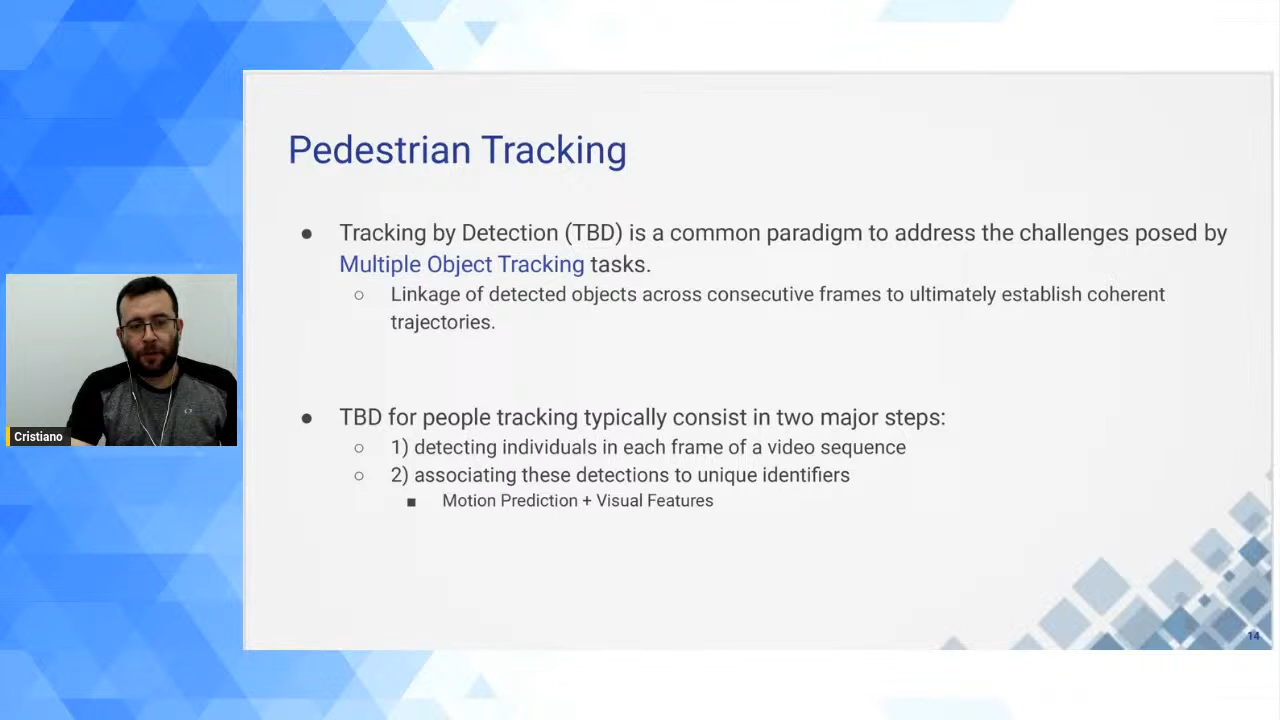 Pedestrian Tracking
● Tracking by Detection (TBD) is a common paradigm to address the challenges posed by
Multiple Object Tracking tasks.
○ Linkage of detected objects across consecutive frames to ultimately establish coherent
trajectories.
● TBD for people tracking typically consist in two major steps:
○ 1) detecting individuals in each frame of a video sequence
○ 2) associating these detections to unique identifiers
■ Motion Prediction + Visual Features
Cristiano
14